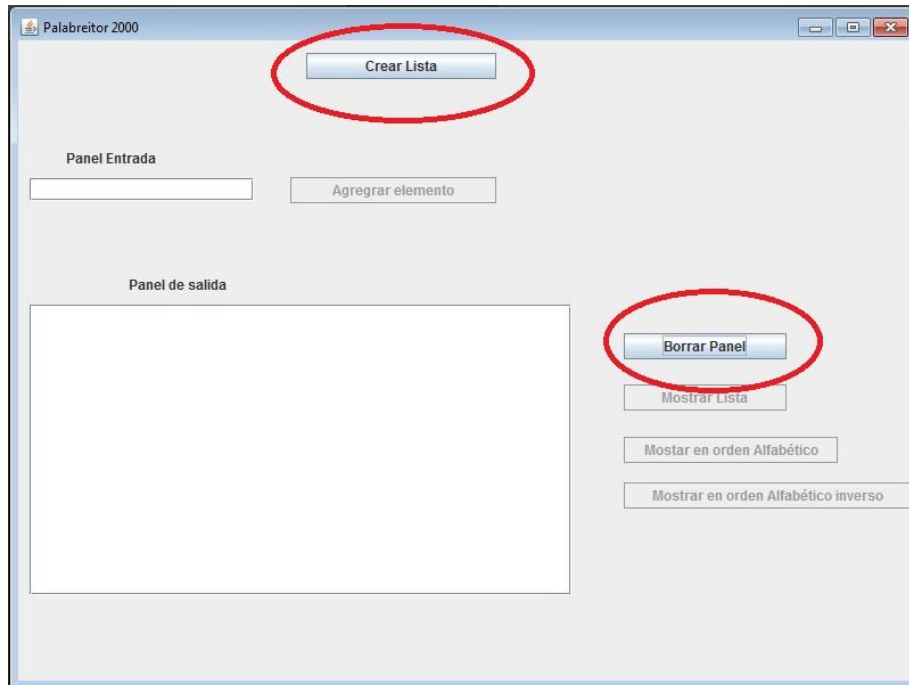 Palabreitor 2000
Crear Lista
Panel Entrada
Agregrar elemento
Panel de salida
Borrar Panel
Mostrar Lista
Mostar en orden Alfabético
Mostrar en orden Alfabético inverso